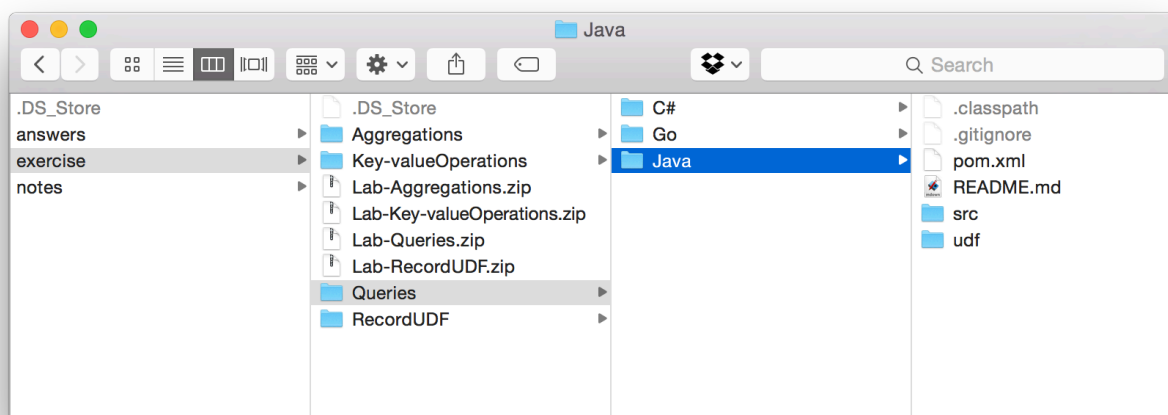 Java
Search
.DS_Store
answers
exercise
notes
.DS_Store
Aggregations
Key-valueOperations
Lab-Aggregations.zip
Lab-Key-valueOperations.zip
Lab-Queries.zip
Lab-RecordUDF.zip
Queries
RecordUDF
C#
Go
Java
.classpath
.gitignore
pom.xml
README.md
src
udf